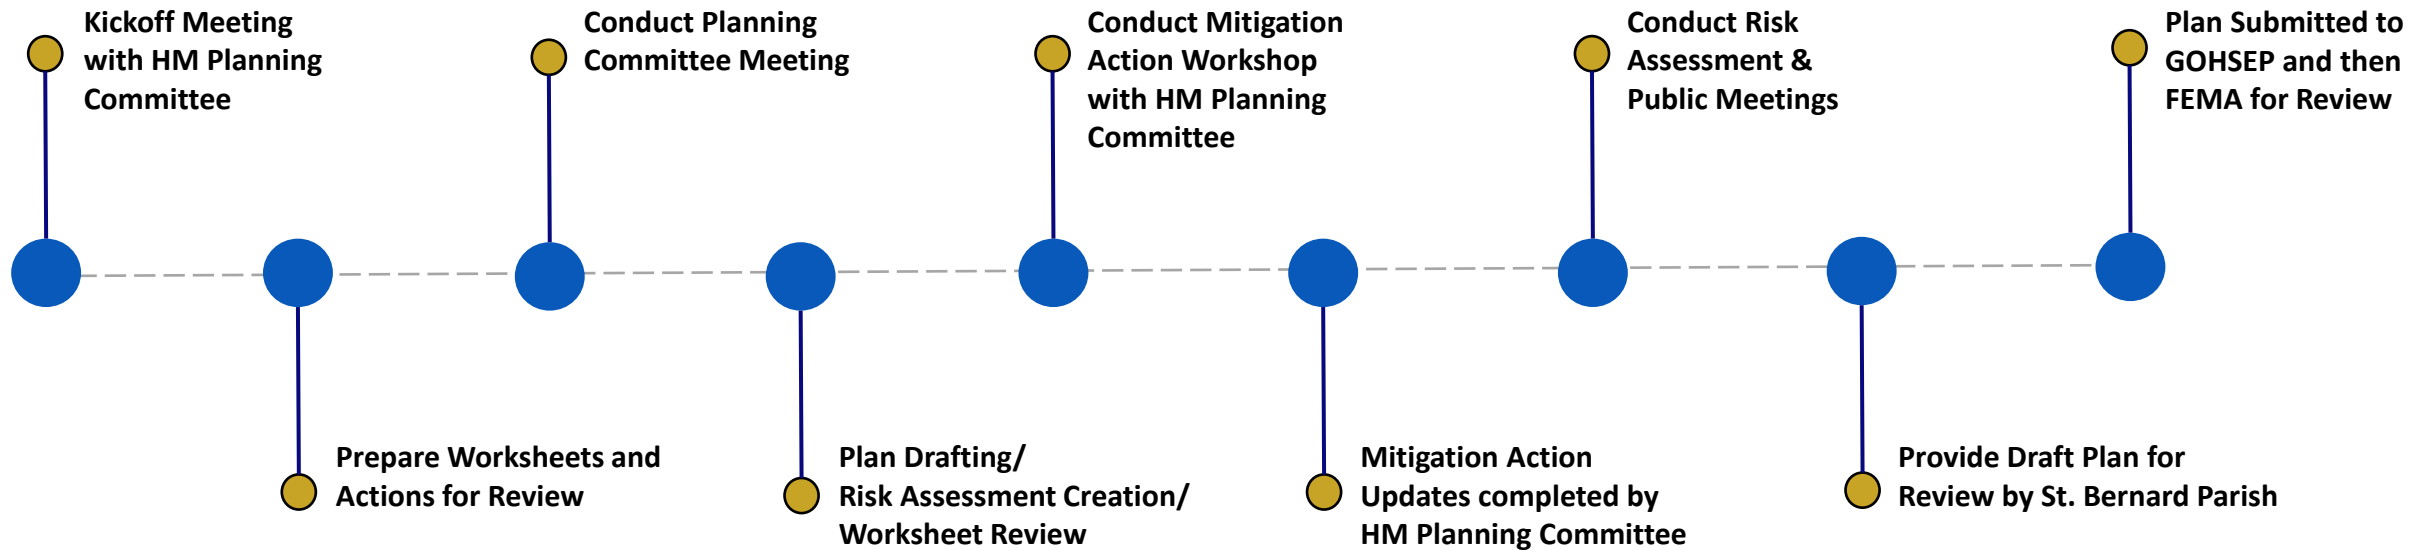 Kickoff Meeting
with HM Planning
Committee
Prepare Worksheets and
Actions for Review
Conduct Planning
Committee Meeting
Plan Drafting/
Risk Assessment Creation/
Worksheet Review
Conduct Mitigation
Action Workshop
with HM Planning
Committee
Mitigation Action
Updates completed by
HM Planning Committee
Conduct Risk
Assessment &
Public Meetings
Provide Draft Plan for
Review by St. Bernard Parish
Plan Submitted to
GOHSEP and then
FEMA for Review